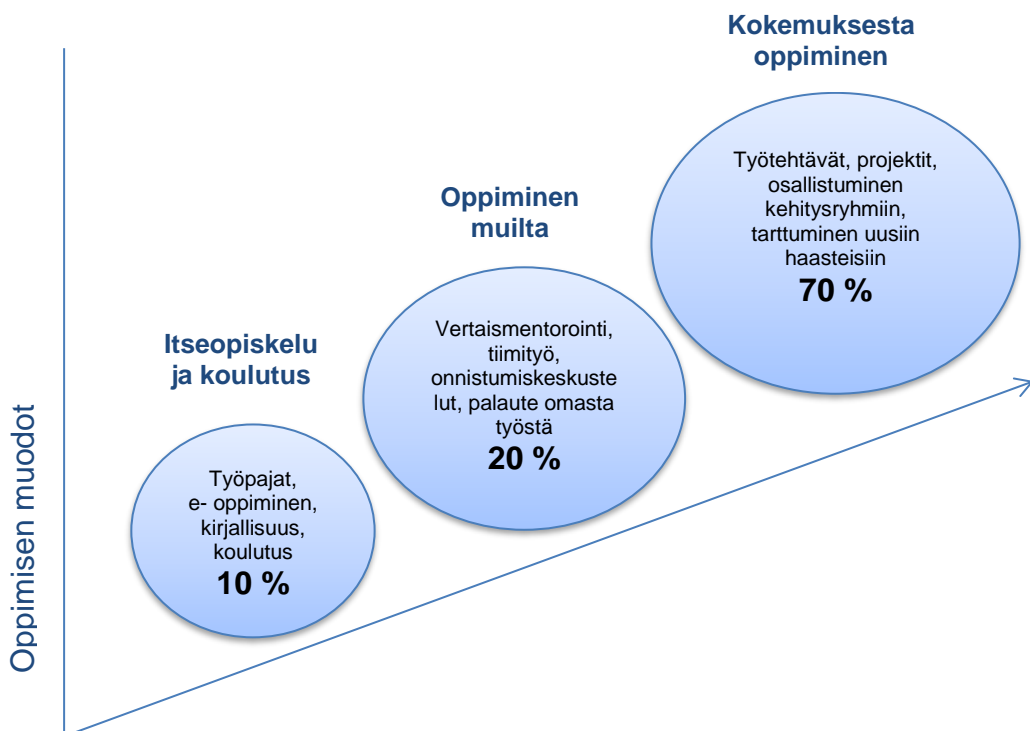 Kokemuksesta
oppiminen
Työtehtävät, projektit,
osallistuminen
kehitysryhmiin,
tarttuminen uusiin
haasteisiin
70 %
Oppiminen
muilta
Vertaismentorointi,
tiimityö,
onnistumiskeskuste
lut, palaute omasta
työstä
20 %
Itseopiskelu
ja koulutus
Työpajat,
e- oppiminen,
kirjallisuus,
koulutus
10 %
Oppimisen muodot